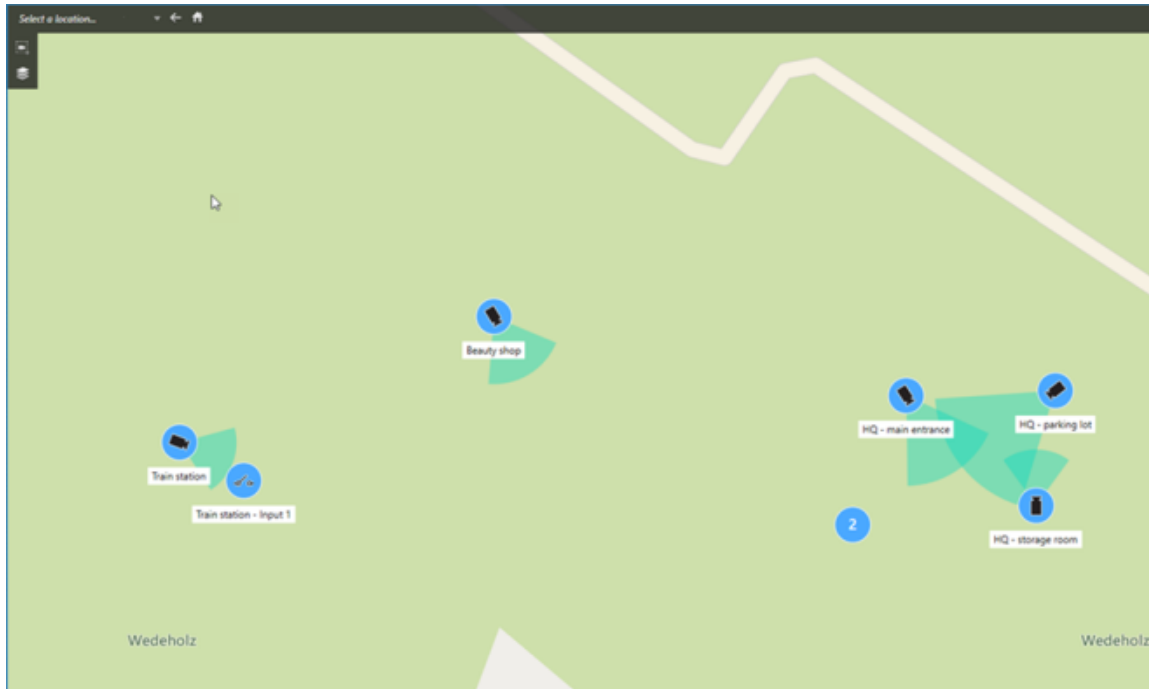 Select a location...
Beauty shop
HQ - main entrance
HQ - parking lot
Train station
Train station - Input 1
2
HQ - storage room
Wedeholz
Wedeholz